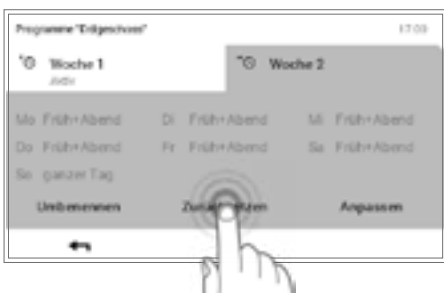 Programme "Erdgeschoss" 17:03
Woche 1 Woche 2
Aktiv
Mo Früh+Abend Di Früh+Abend Mi Früh+Abend
Do Früh+Abend Fr Früh+Abend Sa Früh+Abend
So ganzer Tag
Umbenennen Zurücksetzen Anpassen